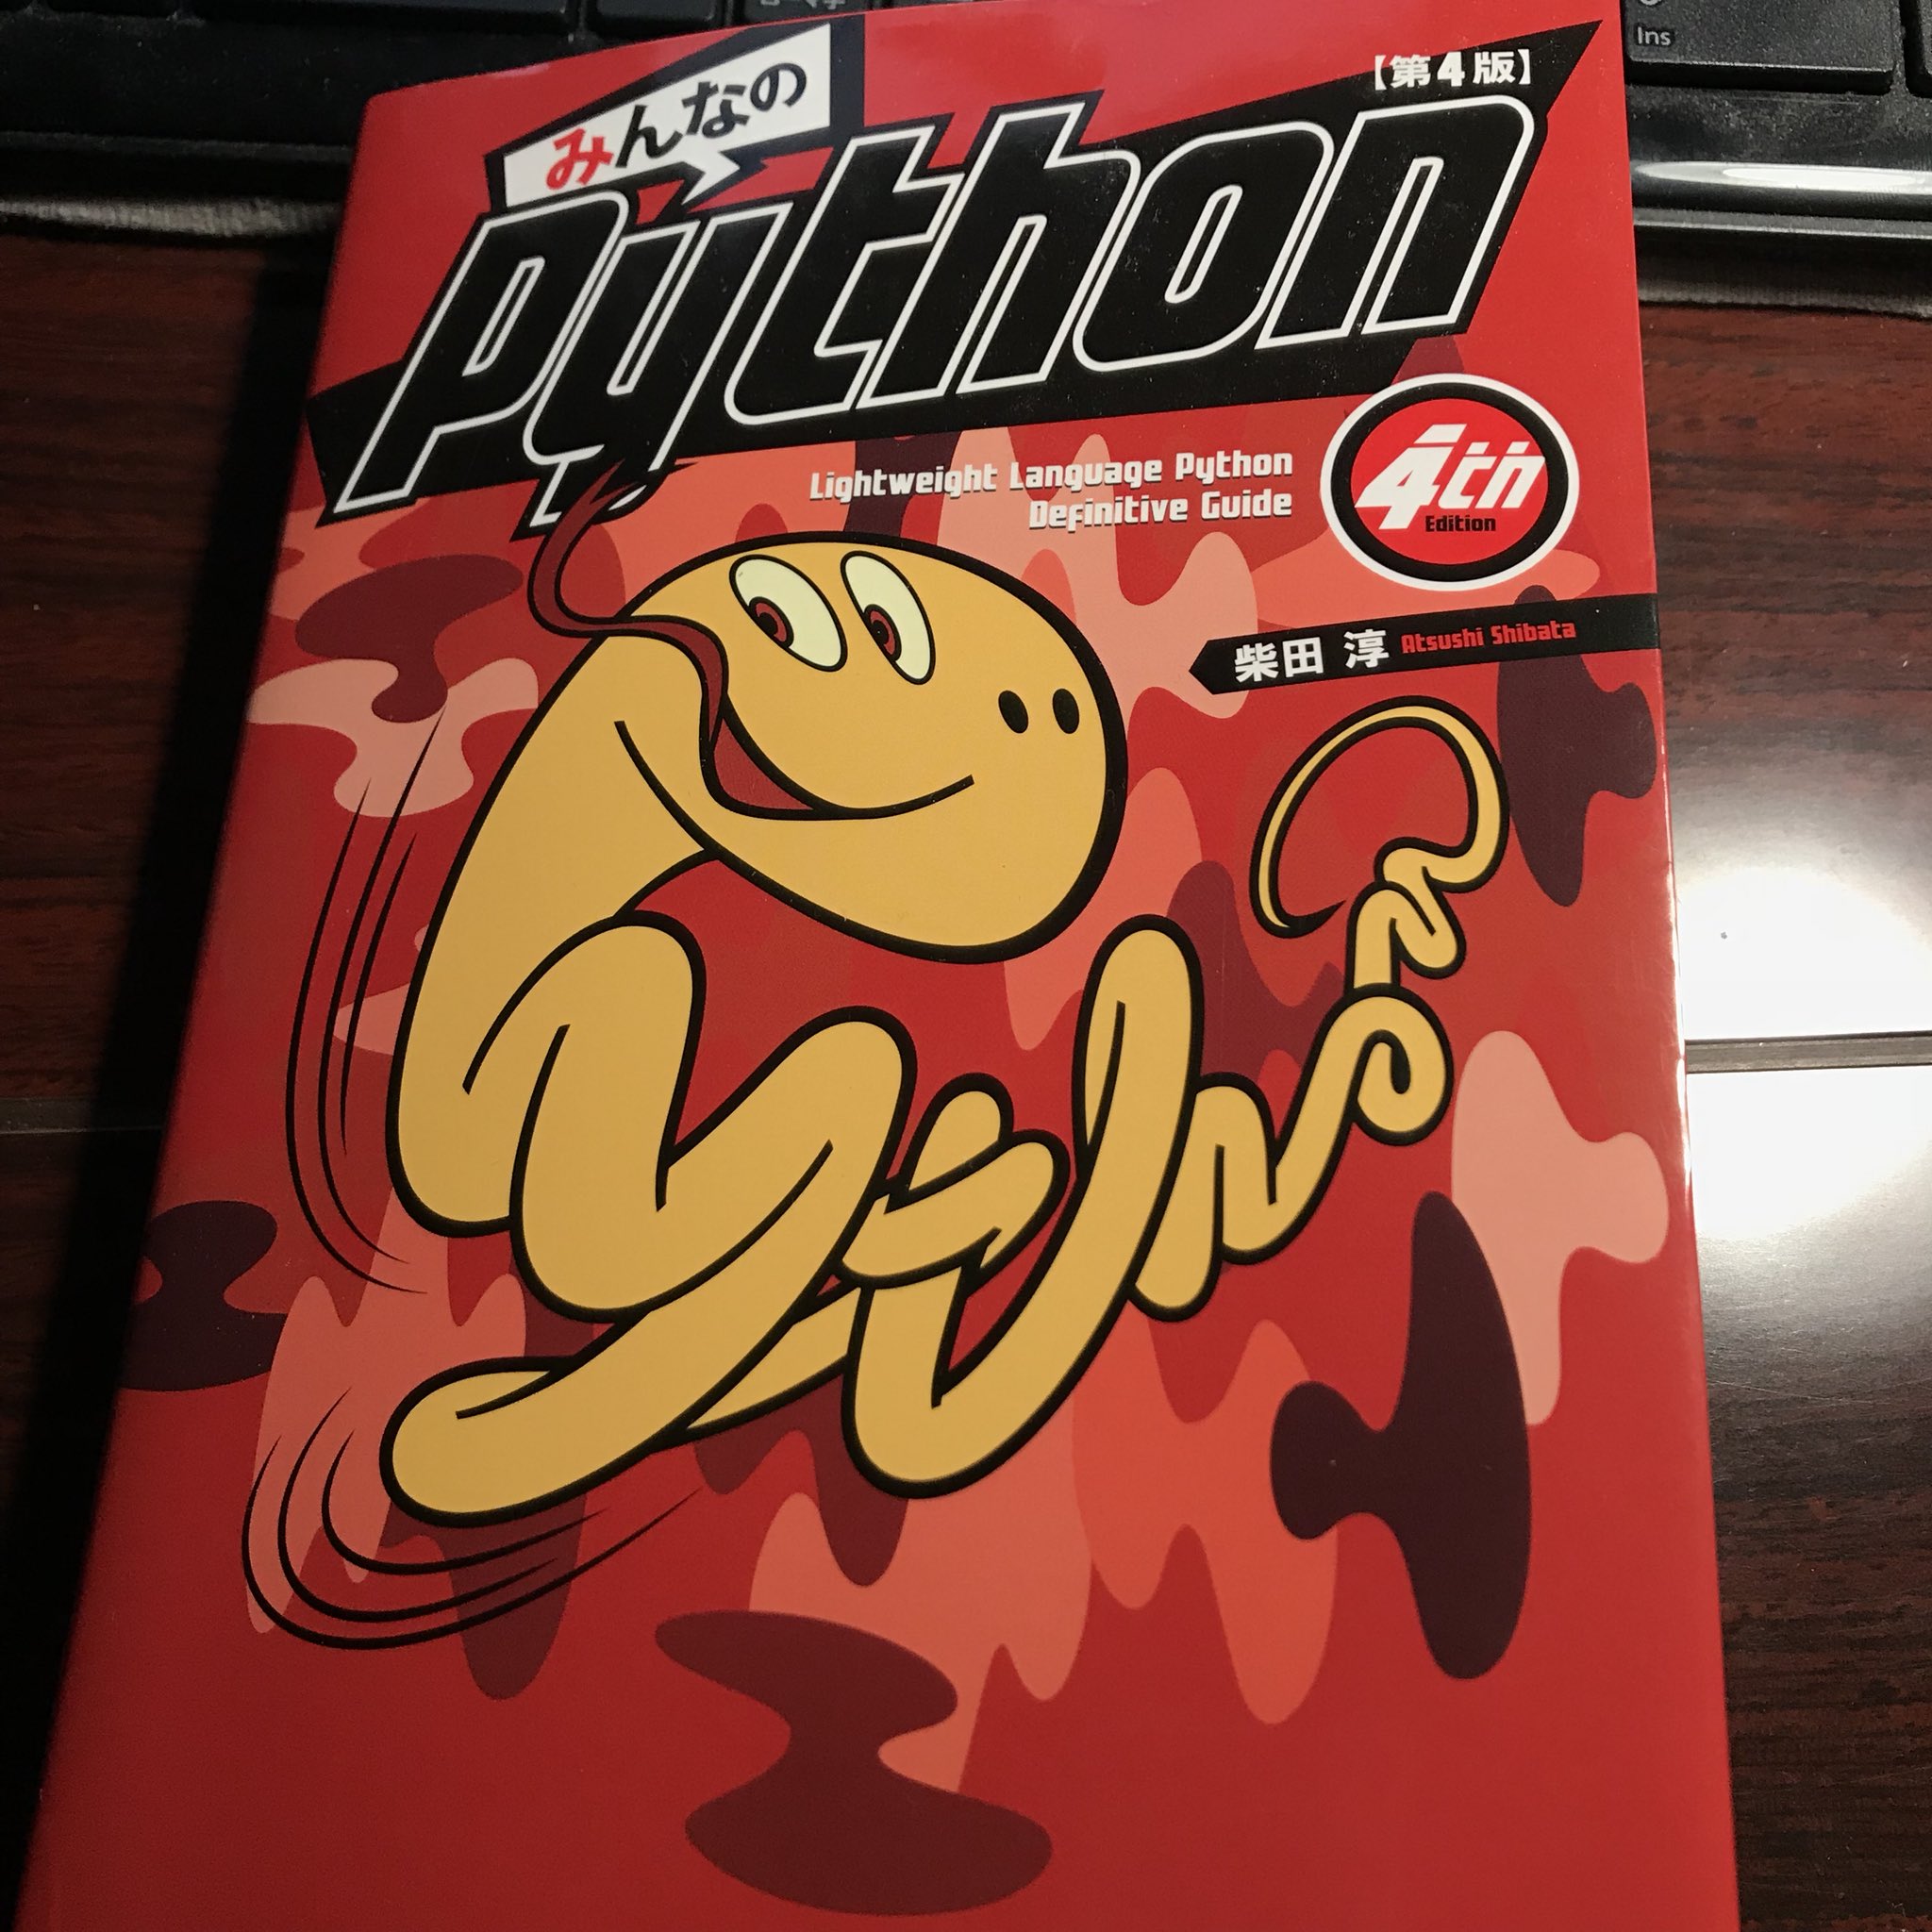 Ins
【第4版】
みんなの
Python
Lightweight Language Python
Definitive Guide
4th
Edition
柴田 淳 Atsushi Shibata